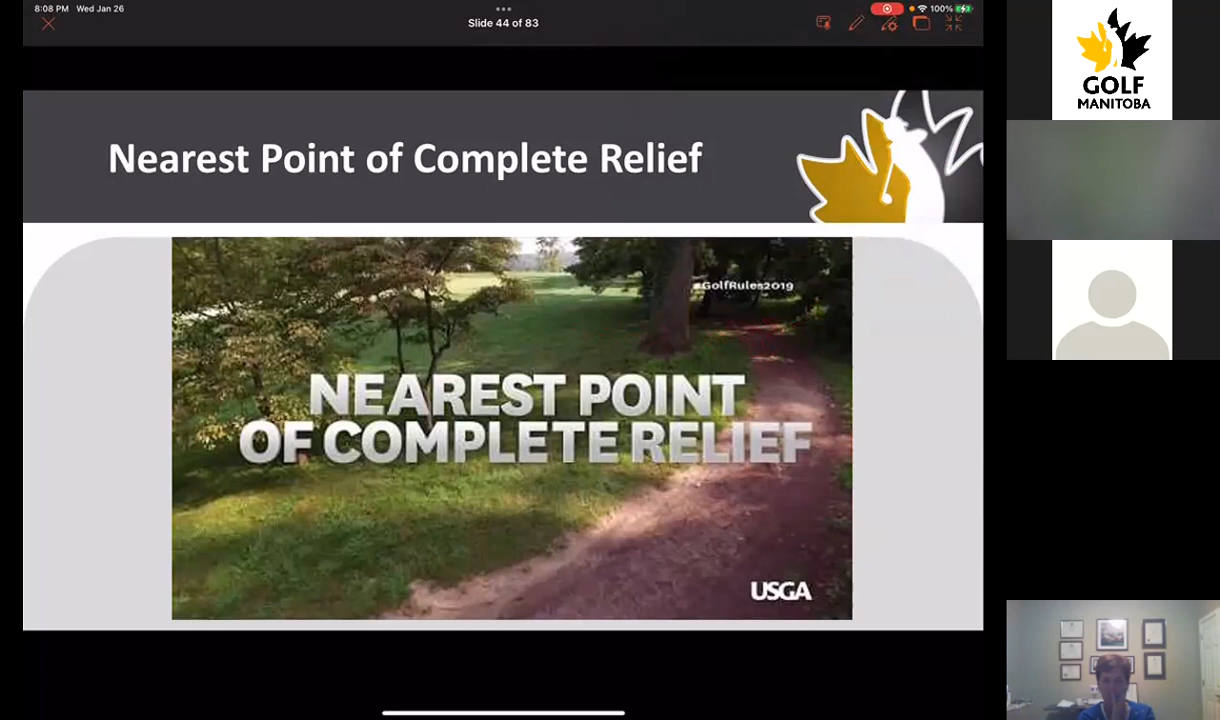 8:08 PM Wed Jan 26
100%
Slide 44 of 83
Nearest Point of Complete Relief
#GolfRules2019
NEAREST POINT
OF COMPLETE RELIEF
USGA
GOLF
MANITOBA